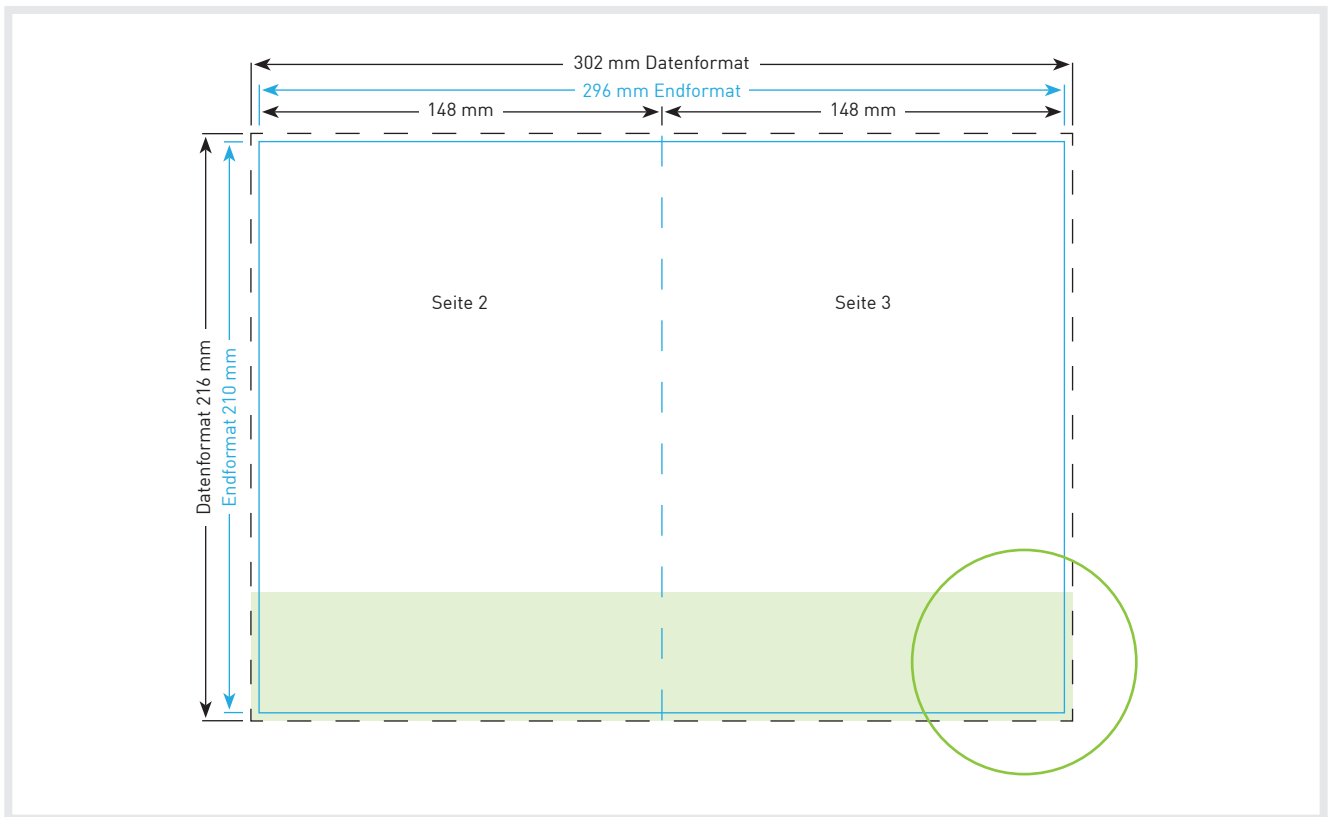 302 mm Datenformat
296 mm Endformat
148 mm
148 mm
Datenformat 216 mm
Endformat 210 mm
Seite 2
Seite 3